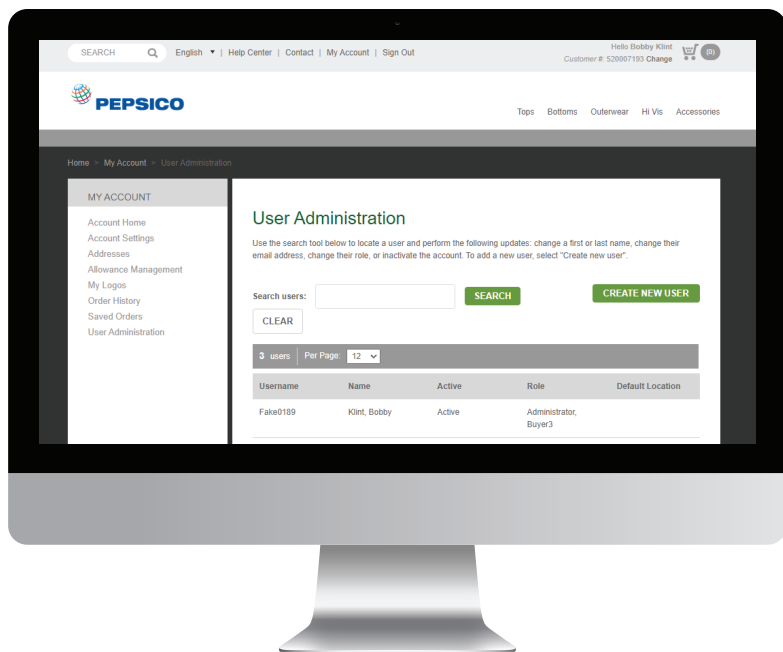 SEARCH English ▼ | Help Center | Contact | My Account | Sign Out
Hello Bobby Klint
Customer #: 520007193 Change
(0)
PEPSICO
Tops Bottoms Outerwear Hi Vis Accessories
Home > My Account > User Administration
MY ACCOUNT
Account Home
Account Settings
Addresses
Allowance Management
My Logos
Order History
Saved Orders
User Administration
User Administration
Use the search tool below to locate a user and perform the following updates: change a first or last name, change their
email address, change their role, or inactivate the account. To add a new user, select "Create new user".
Search users: SEARCH CREATE NEW USER
CLEAR
3 users Per Page: 12
Username Name Active Role Default Location
Fake0189 Klint, Bobby Active Administrator,
Buyer3